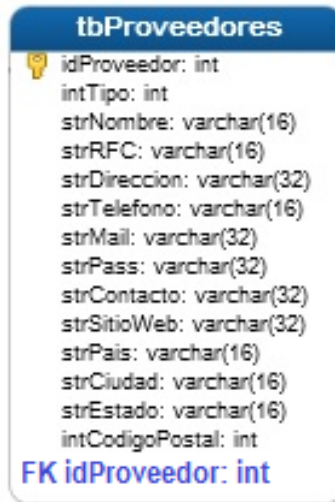 tbProveedores
idProveedor: int
intTipo: int
strNombre: varchar(16)
strRFC: varchar(16)
strDireccion: varchar(32)
strTelefono: varchar(16)
strMail: varchar(32)
strPass: varchar(32)
strContacto: varchar(32)
strSitioWeb: varchar(32)
strPais: varchar(16)
strCiudad: varchar(16)
strEstado: varchar(16)
intCodigoPostal: int
FK idProveedor: int